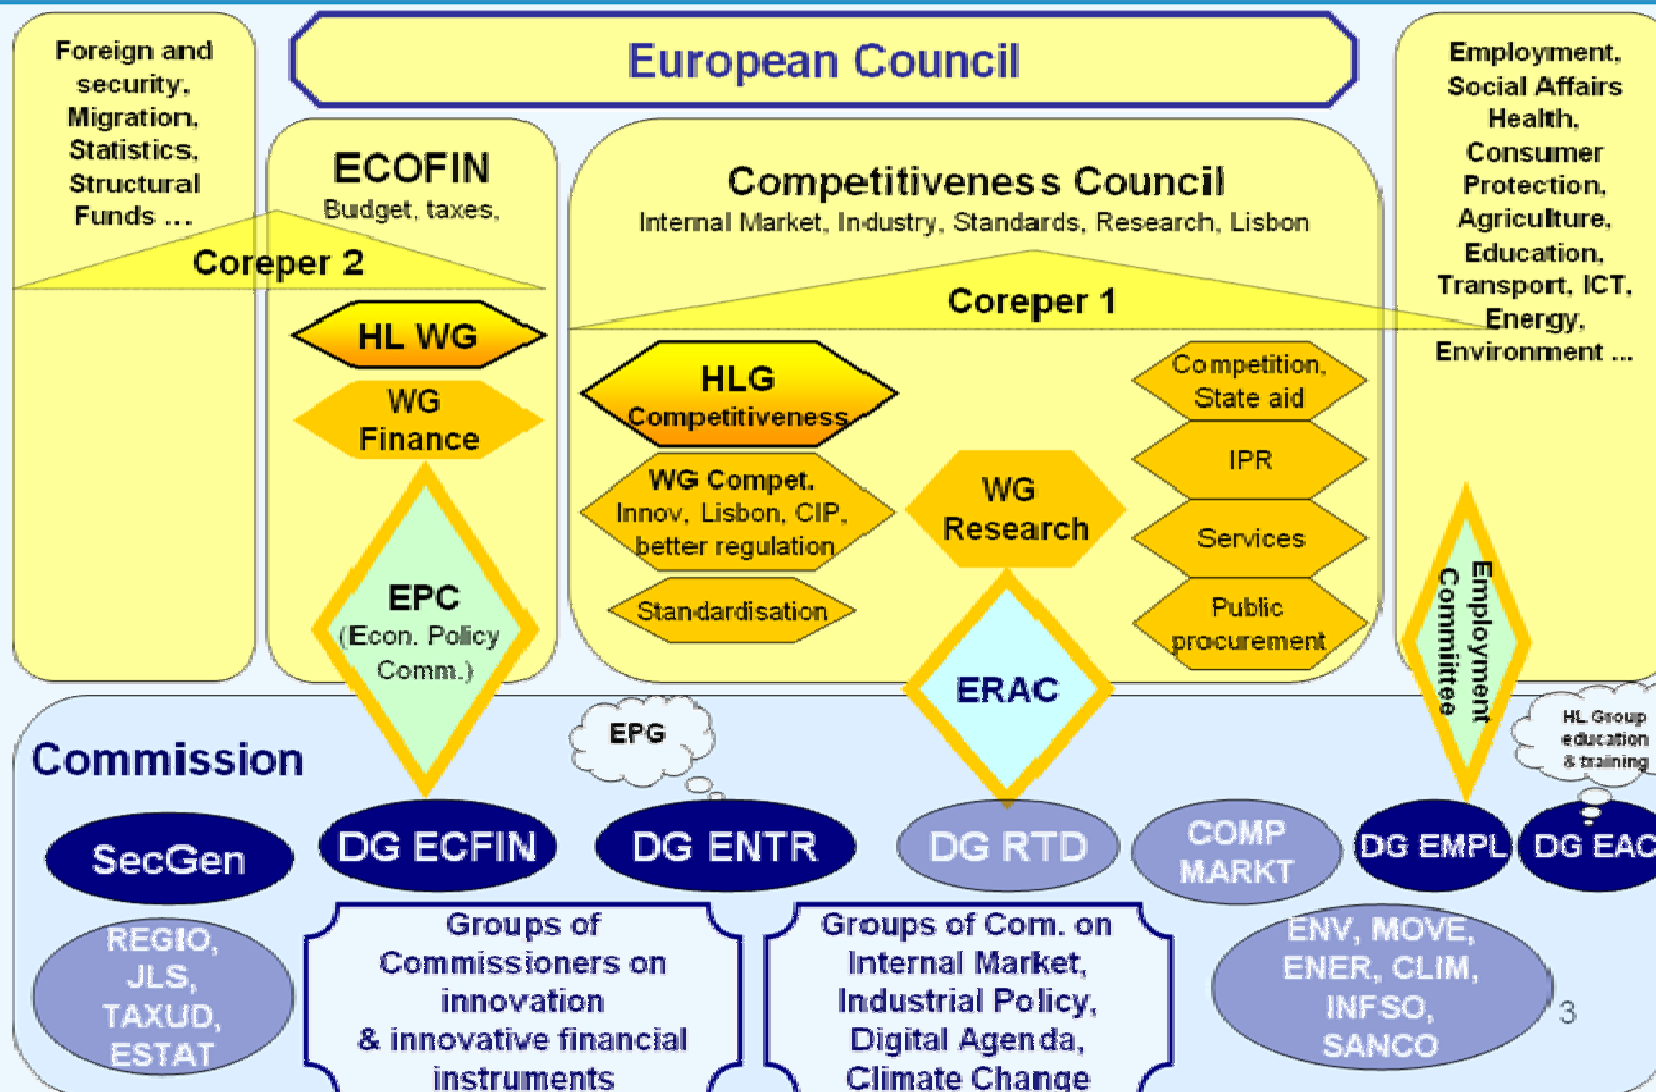 Foreign and
security,
Migration,
Statistics,
Structural
Funds ...
European Council
Employment,
Social Affairs
Health,
Consumer
Protection,
Agriculture,
Education,
Transport, ICT,
Energy,
Environment ...
ECOFIN
Budget, taxes,
Competitiveness Council
Internal Market, Industry, Standards, Research, Lisbon
Coreper 2
Coreper 1
HL WG
WG
Finance
EPC
(Econ. Policy
Comm.)
HLG
Competitiveness
WG Compet.
Innov, Lisbon, CIP,
better regulation
Standardisation
WG
Research
ERAC
Competition,
State aid
IPR
Services
Public
procurement
Employment
Committee
Commission
EPG
HL Group
education
& training
SecGen
DG ECFIN
DG ENTR
DG RTD
COMP
MARKT
DG EMPL
DG EAC
REGIO,
JLS,
TAXUD,
ESTAT
Groups of
Commissioners on
innovation
& innovative financial
instruments
Groups of Com. on
Internal Market,
Industrial Policy,
Digital Agenda,
Climate Change
ENV, MOVE,
ENER, CLIM,
INFSO,
SANCO
3